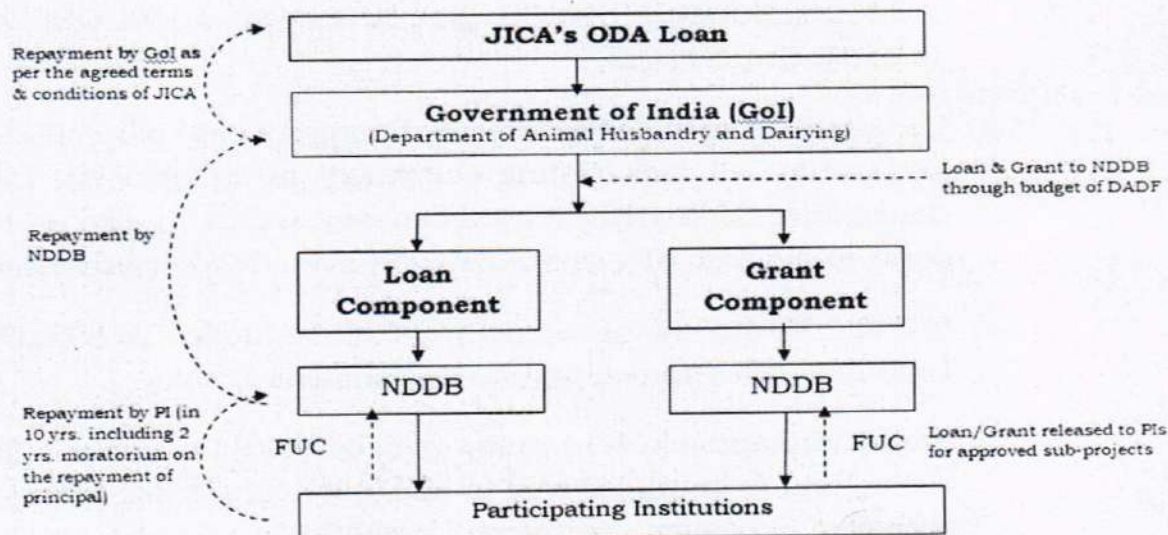 JICA's ODA Loan
Repayment by GoI as
per the agreed terms
& conditions of JICA
Government of India (GoI)
(Department of Animal Husbandry and Dairying)
Loan & Grant to NDDB
through budget of DADF
Repayment by
NDDB
Loan
Component
Grant
Component
NDDB
NDDB
Repayment by PI (in
10 yrs. including 2
yrs. moratorium on
the repayment of
principal)
FUC
FUC
Loan/Grant released to PIs
for approved sub-projects
Participating Institutions